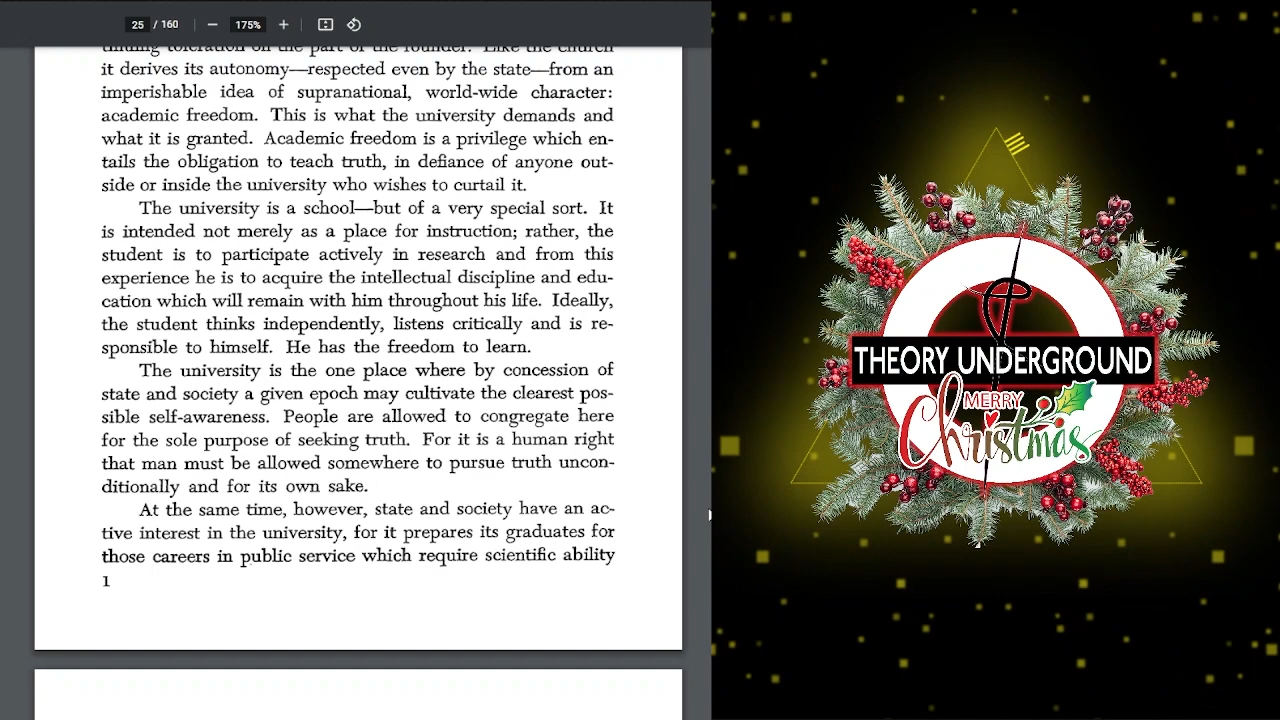 25 / 160
175%
tinuing toleration on the part of the founder. Like the church
it derives its autonomy—respected even by the state—from an
imperishable idea of supranational, world-wide character:
academic freedom. This is what the university demands and
what it is granted. Academic freedom is a privilege which en-
tails the obligation to teach truth, in defiance of anyone out-
side or inside the university who wishes to curtail it.
The university is a school—but of a very special sort. It
is intended not merely as a place for instruction; rather, the
student is to participate actively in research and from this
experience he is to acquire the intellectual discipline and edu-
cation which will remain with him throughout his life. Ideally,
the student thinks independently, listens critically and is re-
sponsible to himself. He has the freedom to learn.
The university is the one place where by concession of
state and society a given epoch may cultivate the clearest pos-
sible self-awareness. People are allowed to congregate here
for the sole purpose of seeking truth. For it is a human right
that man must be allowed somewhere to pursue truth uncon-
ditionally and for its own sake.
At the same time, however, state and society have an ac-
tive interest in the university, for it prepares its graduates for
those careers in public service which require scientific ability
1
THEORY UNDERGROUND
MERRY
Christmas